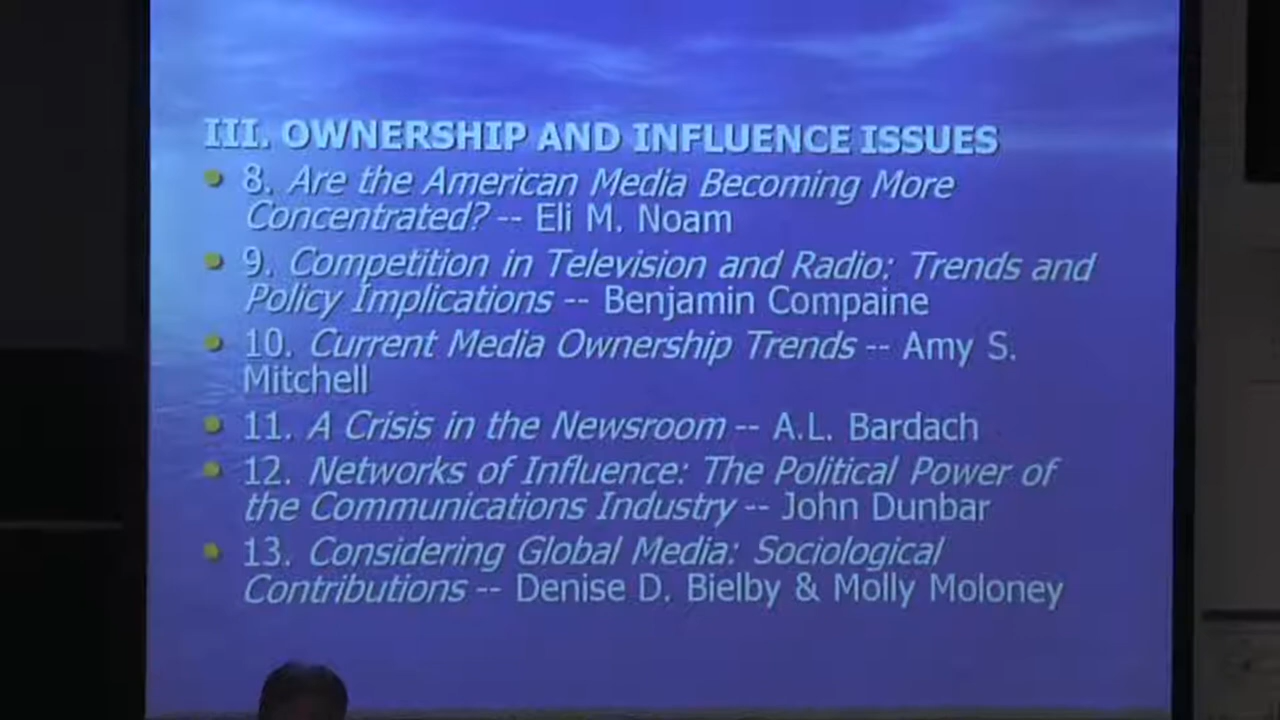 III. OWNERSHIP AND INFLUENCE ISSUES
8. Are the American Media Becoming More
Concentrated? -- Eli M. Noam
9. Competition in Television and Radio: Trends and
Policy Implications -- Benjamin Compaine
10. Current Media Ownership Trends -- Amy S.
Mitchell
11. A Crisis in the Newsroom -- A.L. Bardach
12. Networks of Influence: The Political Power of
the Communications Industry -- John Dunbar
13. Considering Global Media: Sociological
Contributions -- Denise D. Bielby & Molly Moloney